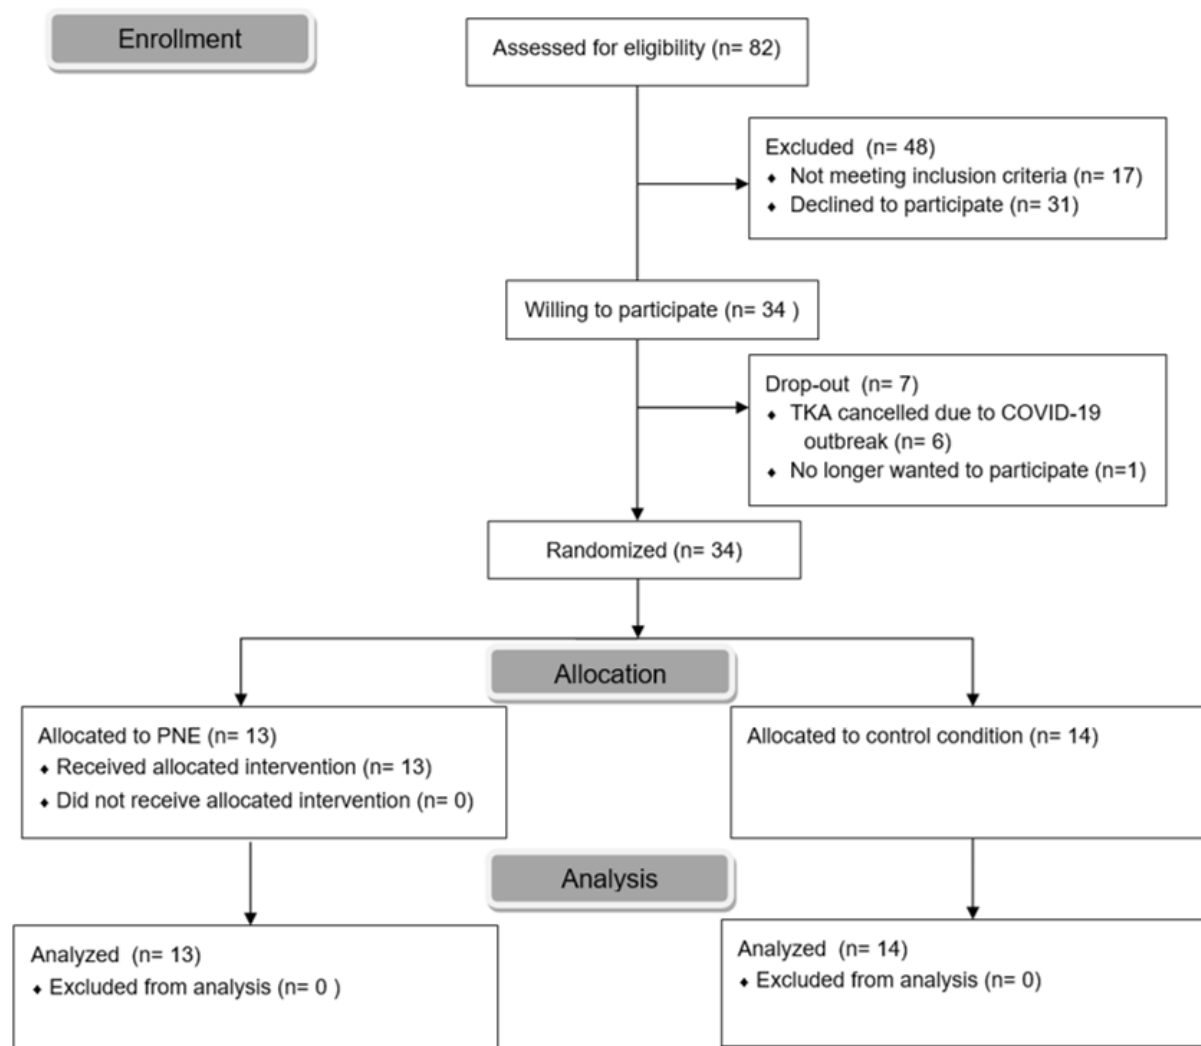 Enrollment
Assessed for eligibility (n= 82)
Excluded (n= 48)
♦ Not meeting inclusion criteria (n= 17)
♦ Declined to participate (n= 31)
Willing to participate (n= 34 )
Drop-out (n= 7)
♦ TKA cancelled due to COVID-19
outbreak (n= 6)
♦ No longer wanted to participate (n=1)
Randomized (n= 34)
Allocation
Allocated to PNE (n= 13)
♦ Received allocated intervention (n= 13)
♦ Did not receive allocated intervention (n= 0)
Allocated to control condition (n= 14)
Analysis
Analyzed (n= 13)
♦ Excluded from analysis (n= 0 )
Analyzed (n= 14)
♦ Excluded from analysis (n= 0)